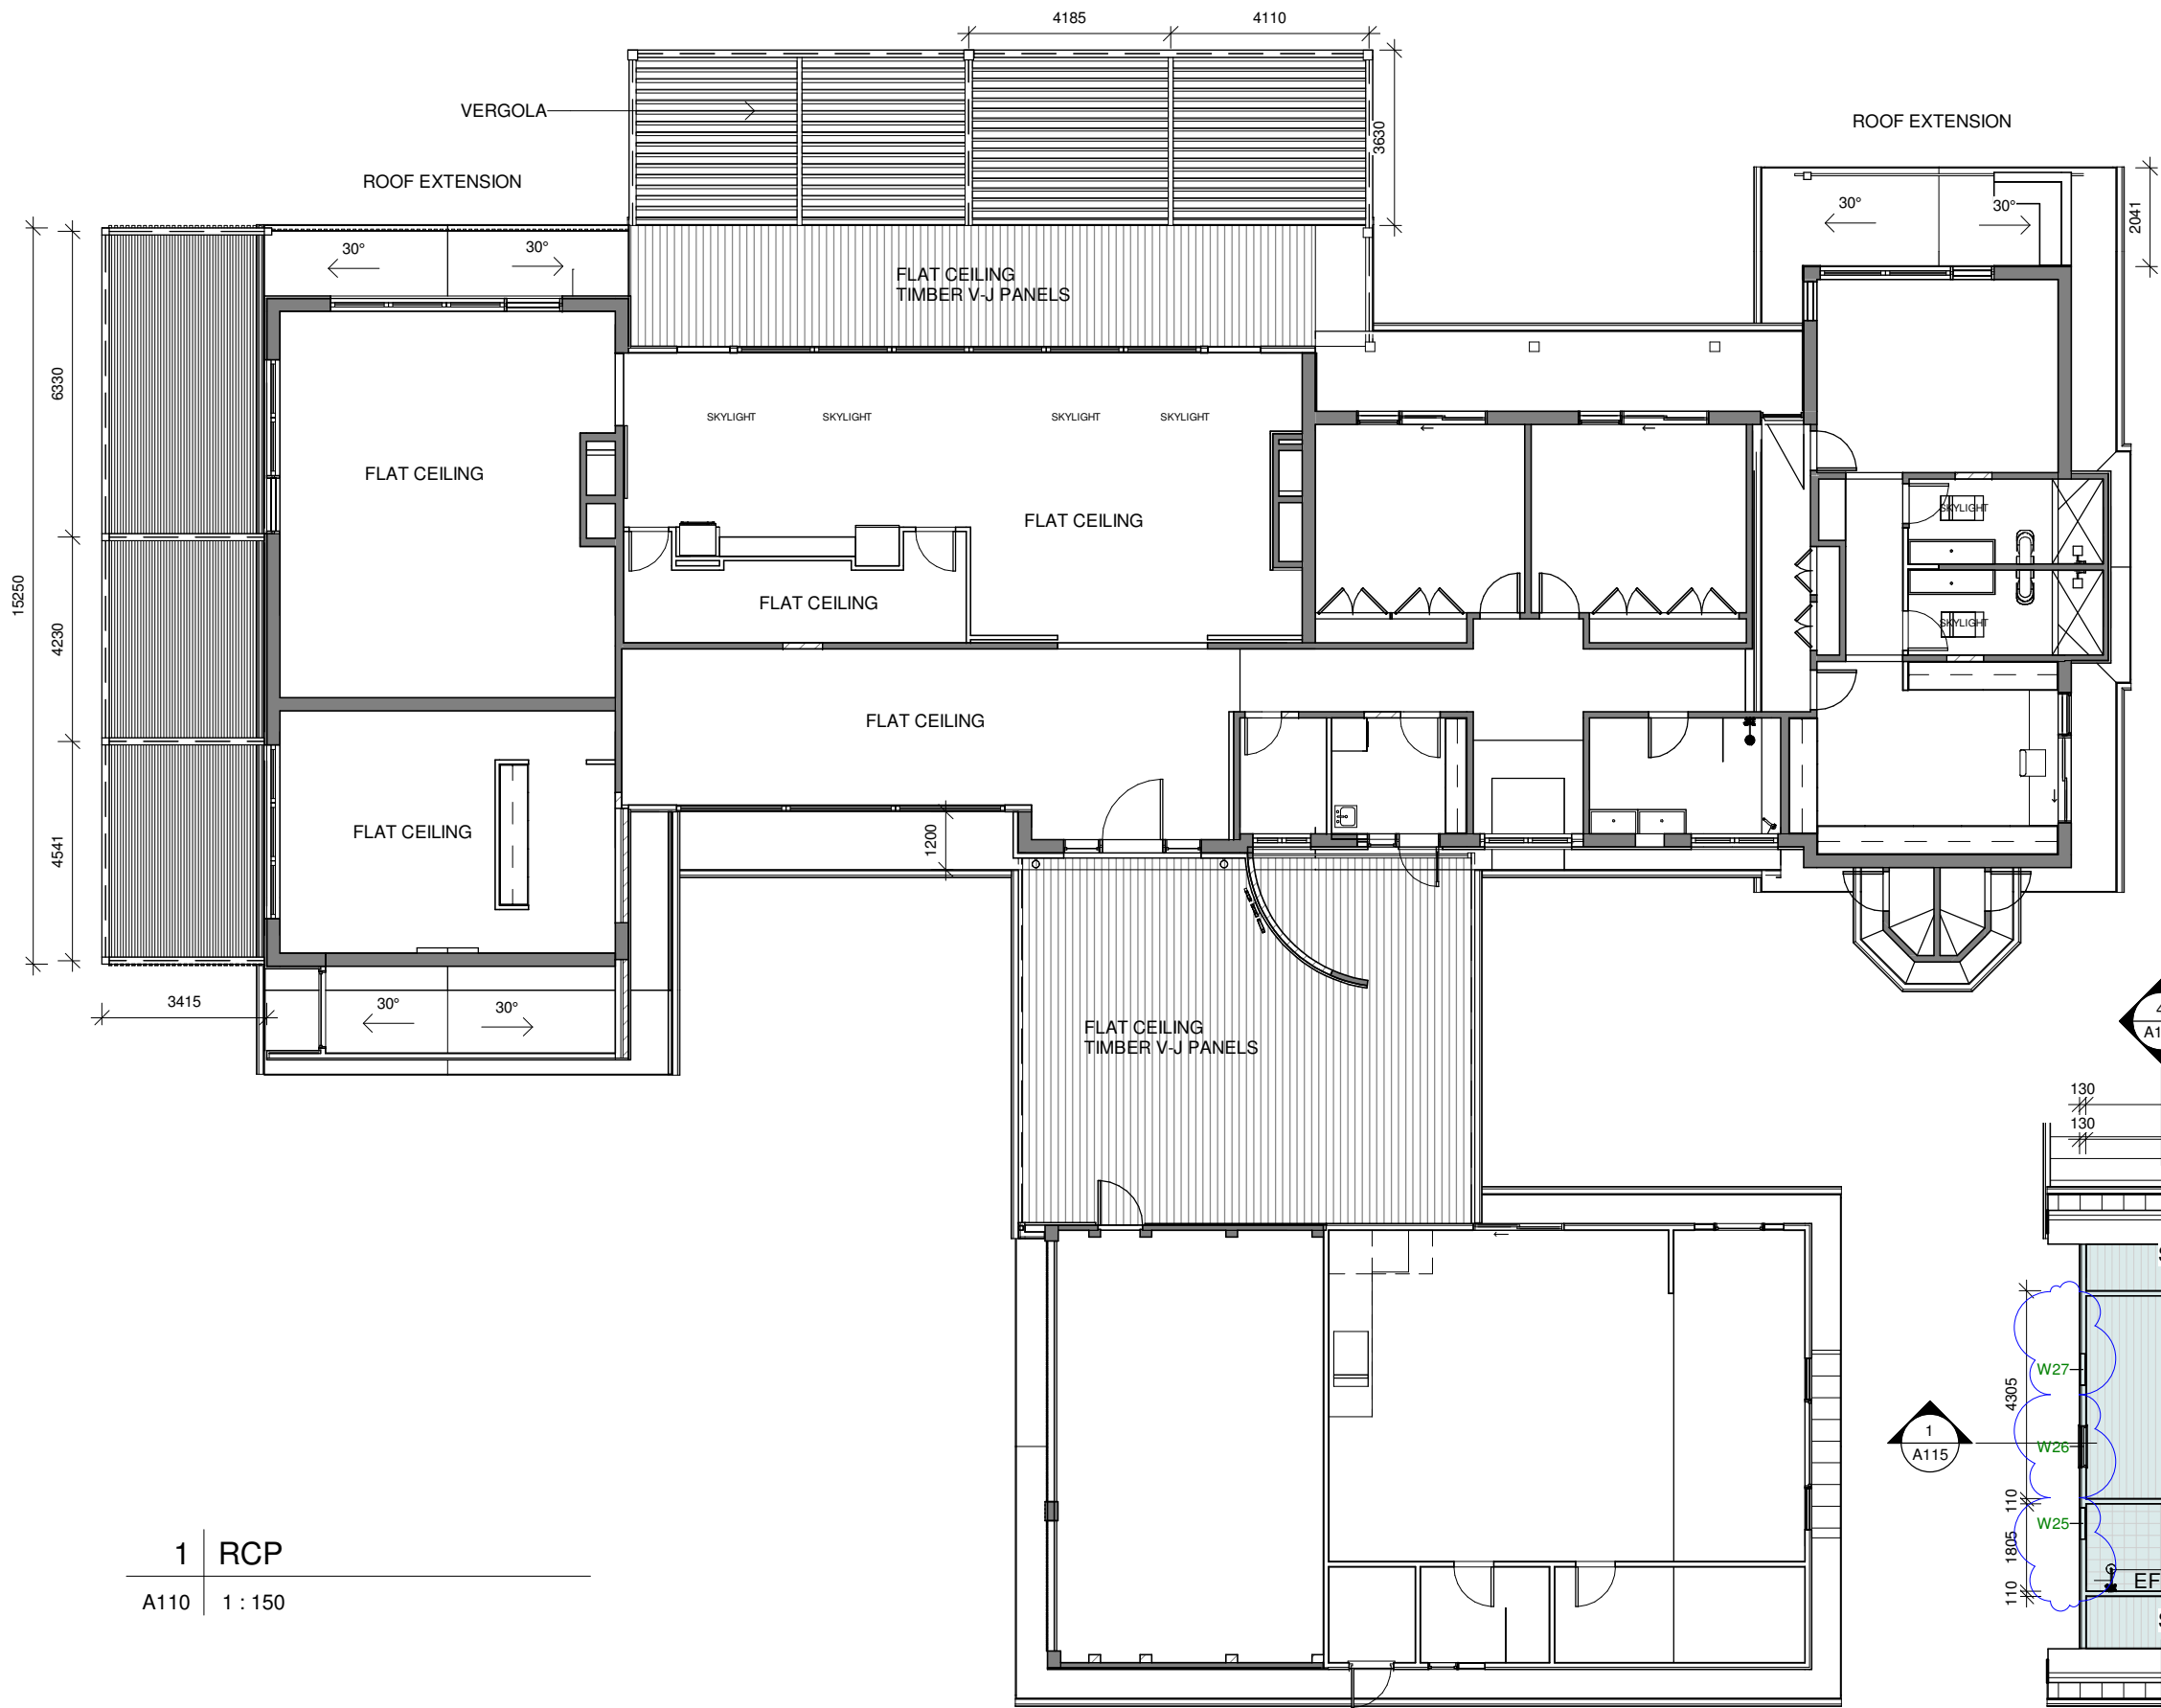 4185
4110
VERGOLA
3630
ROOF EXTENSION
ROOF EXTENSION
30°
30°
2041
30°
30°
FLAT CEILING
TIMBER V-J PANELS
15250
6330
4230
4541
SKYLIGHT
SKYLIGHT
SKYLIGHT
SKYLIGHT
FLAT CEILING
FLAT CEILING
SKYLIGHT
FLAT CEILING
SKYLIGHT
FLAT CEILING
FLAT CEILING
1200
3415
30°
30°
FLAT CEILING
TIMBER V-J PANELS
130
130
W27
4305
W26
1
A115
110
W25
1805
110
1 RCP
A110 1 : 150